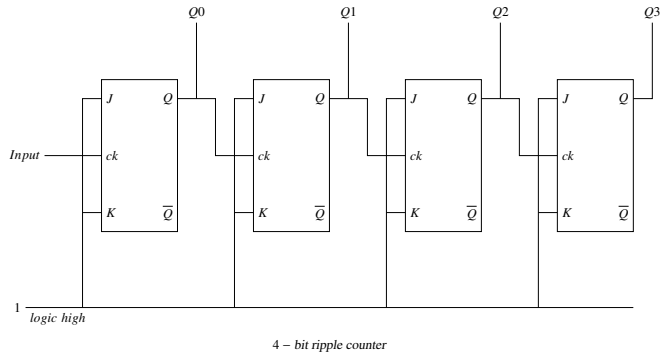 Q0 Q1 Q2 Q3
J Q J Q J Q J Q
Input ck ck ck ck
K Q̅ K Q̅ K Q̅ K Q̅
1
logic high
4 – bit ripple counter